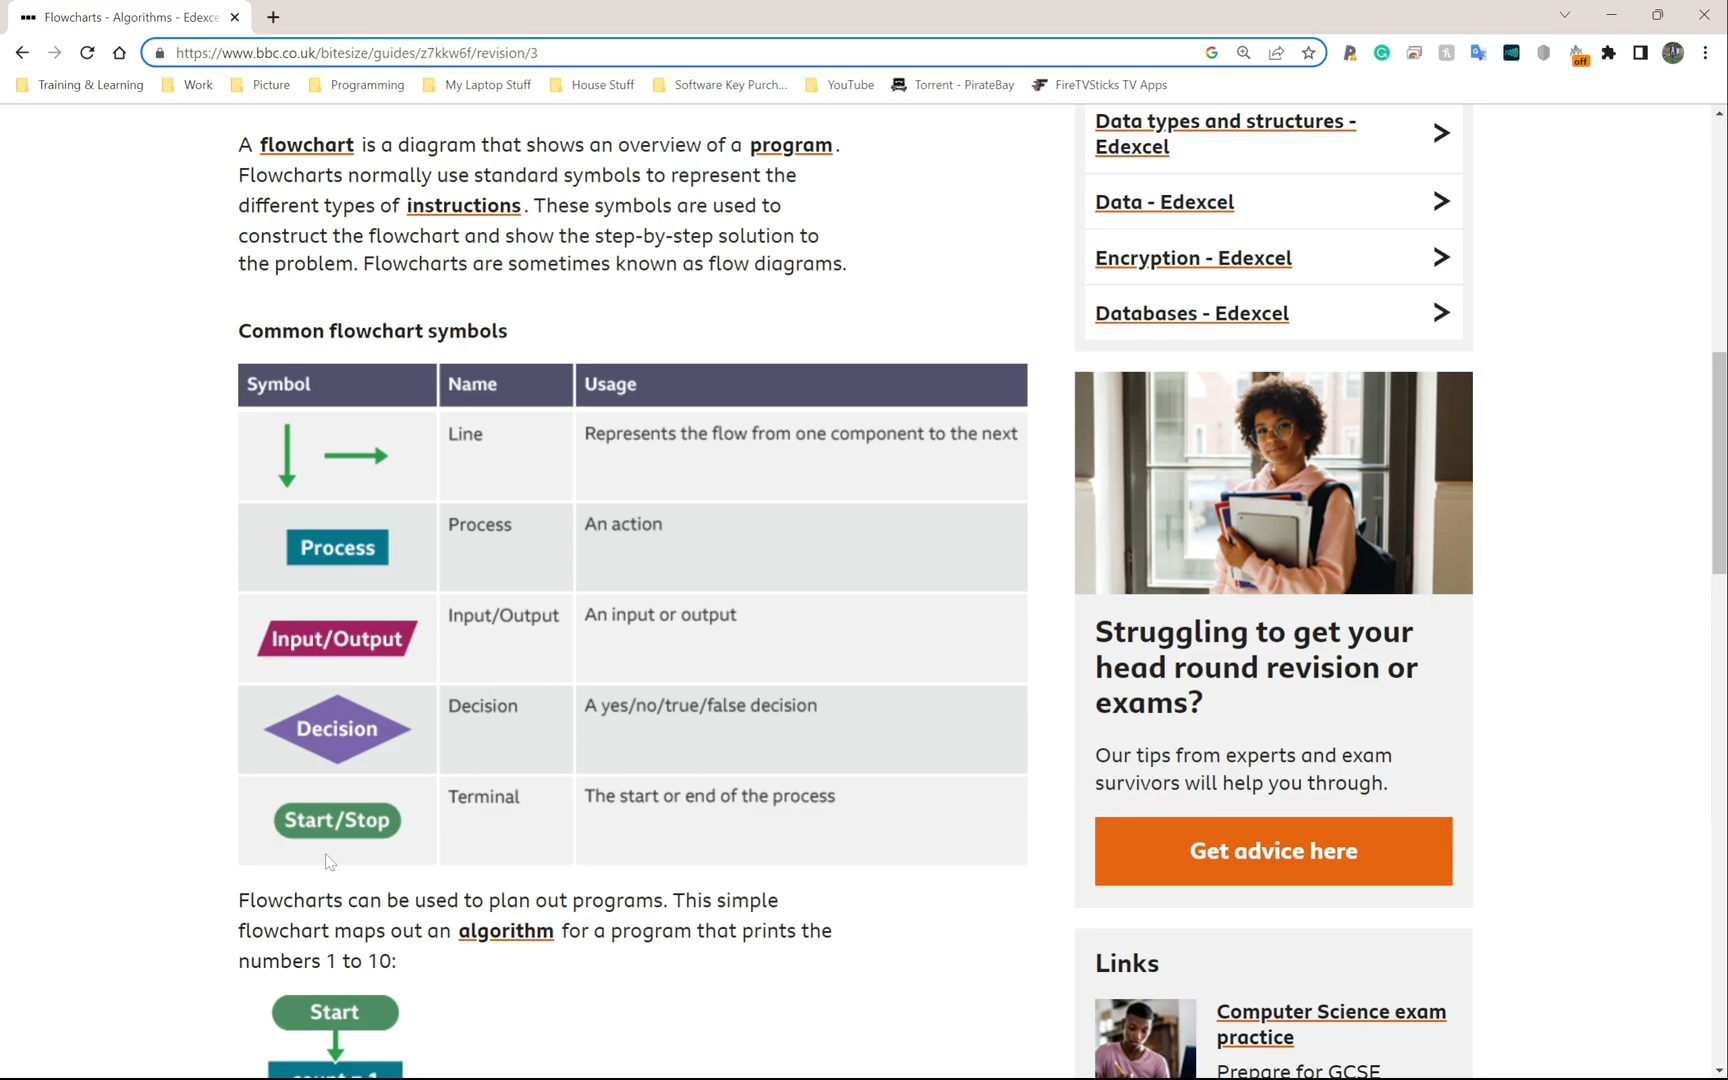 Flowcharts - Algorithms - Edexce
https://www.bbc.co.uk/bitesize/guides/z7kkw6f/revision/3
off
Training & Learning
Work
Picture
Programming
My Laptop Stuff
House Stuff
Software Key Purch...
YouTube
Torrent - PirateBay
FireTVSticks TV Apps
A flowchart is a diagram that shows an overview of a program.
Flowcharts normally use standard symbols to represent the
different types of instructions. These symbols are used to
construct the flowchart and show the step-by-step solution to
the problem. Flowcharts are sometimes known as flow diagrams.
Common flowchart symbols
Symbol Name Usage
Line Represents the flow from one component to the next
Process Process An action
Input/Output Input/Output An input or output
Decision Decision A yes/no/true/false decision
Start/Stop Terminal The start or end of the process
Flowcharts can be used to plan out programs. This simple
flowchart maps out an algorithm for a program that prints the
numbers 1 to 10:
Start
count = 1
Data types and structures -
Edexcel
Data - Edexcel
Encryption - Edexcel
Databases - Edexcel
Struggling to get your
head round revision or
exams?
Our tips from experts and exam
survivors will help you through.
Get advice here
Links
Computer Science exam
practice
Prepare for GCSE